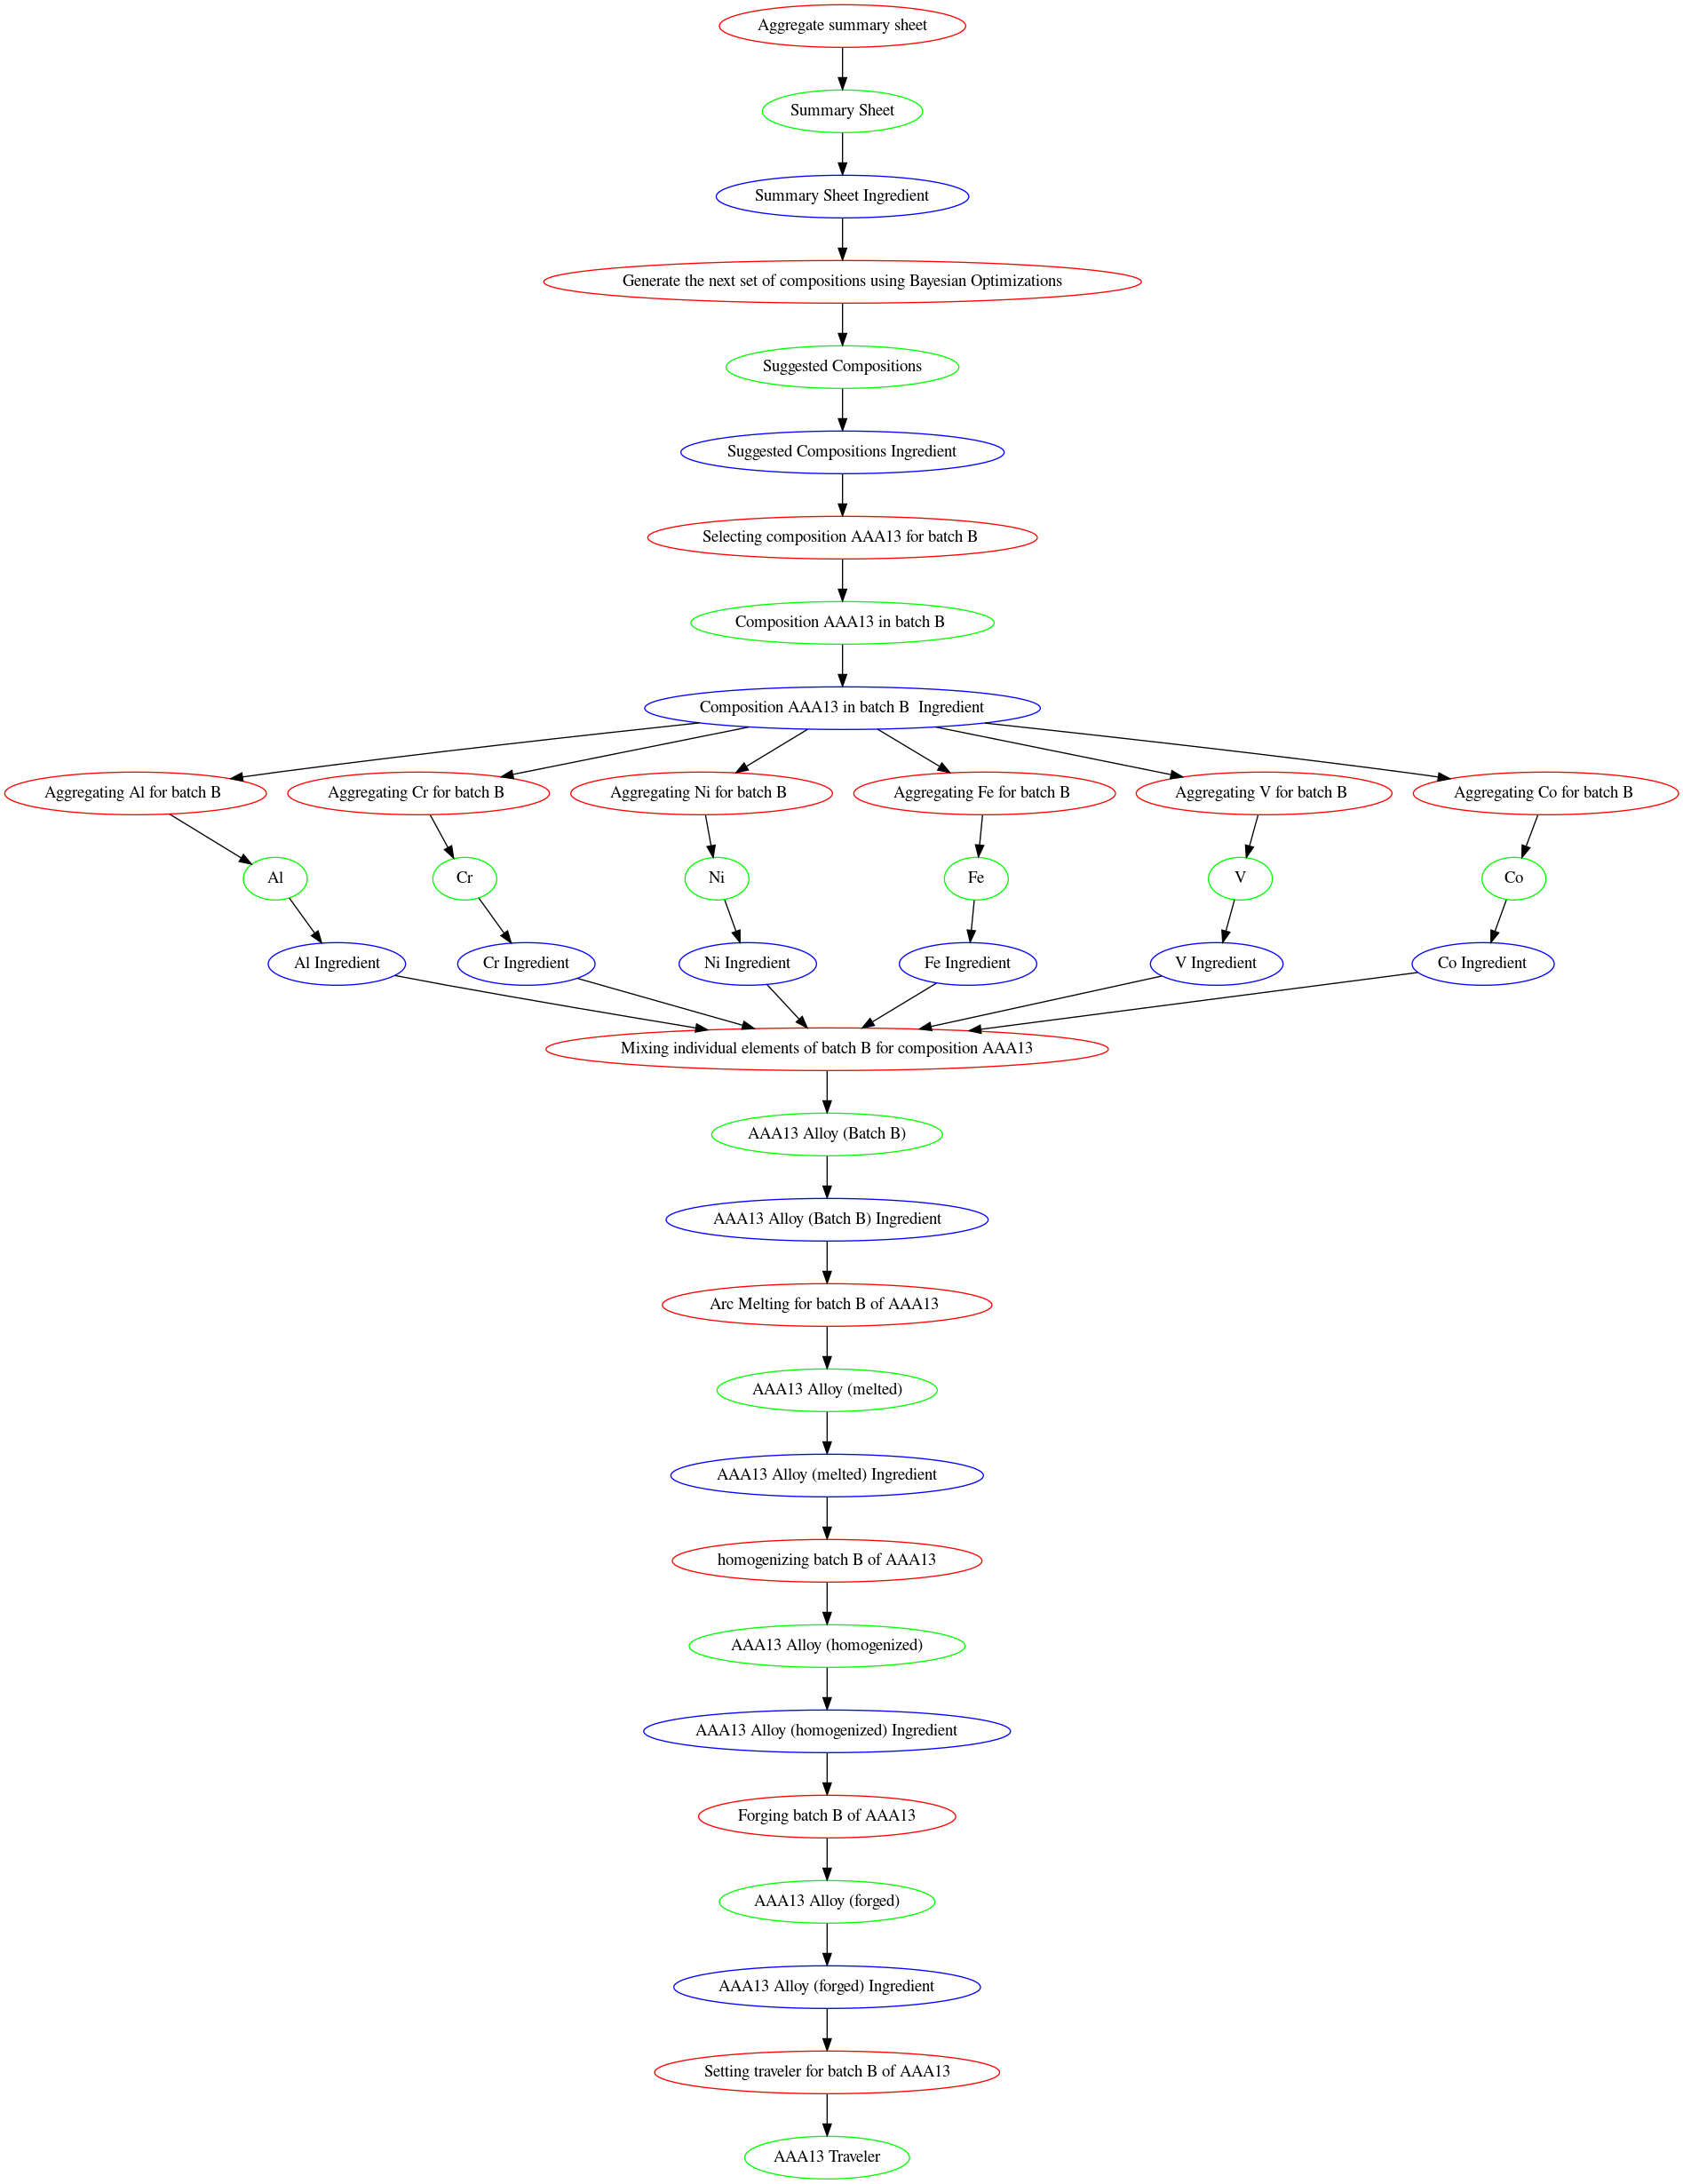 Aggregate summary sheet
Summary Sheet
Summary Sheet Ingredient
Generate the next set of compositions using Bayesian Optimizations
Suggested Compositions
Suggested Compositions Ingredient
Selecting composition AAA13 for batch B
Composition AAA13 in batch B
Composition AAA13 in batch B  Ingredient
Aggregating Al for batch B
Aggregating Cr for batch B
Aggregating Ni for batch B
Aggregating Fe for batch B
Aggregating V for batch B
Aggregating Co for batch B
Al
Cr
Ni
Fe
V
Co
Al Ingredient
Cr Ingredient
Ni Ingredient
Fe Ingredient
V Ingredient
Co Ingredient
Mixing individual elements of batch B for composition AAA13
AAA13 Alloy (Batch B)
AAA13 Alloy (Batch B) Ingredient
Arc Melting for batch B of AAA13
AAA13 Alloy (melted)
AAA13 Alloy (melted) Ingredient
homogenizing batch B of AAA13
AAA13 Alloy (homogenized)
AAA13 Alloy (homogenized) Ingredient
Forging batch B of AAA13
AAA13 Alloy (forged)
AAA13 Alloy (forged) Ingredient
Setting traveler for batch B of AAA13
AAA13 Traveler